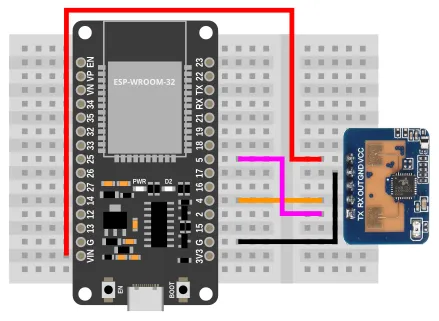 EN
VP
VN
34
35
32
33
25
26
27
14
12
13
G
VIN
ESP-WROOM-32
PWR
D2
23
22
TX
RX
21
19
18
5
17
16
4
2
15
G
3V3
EN
BOOT
TX RX OUT GND VCC